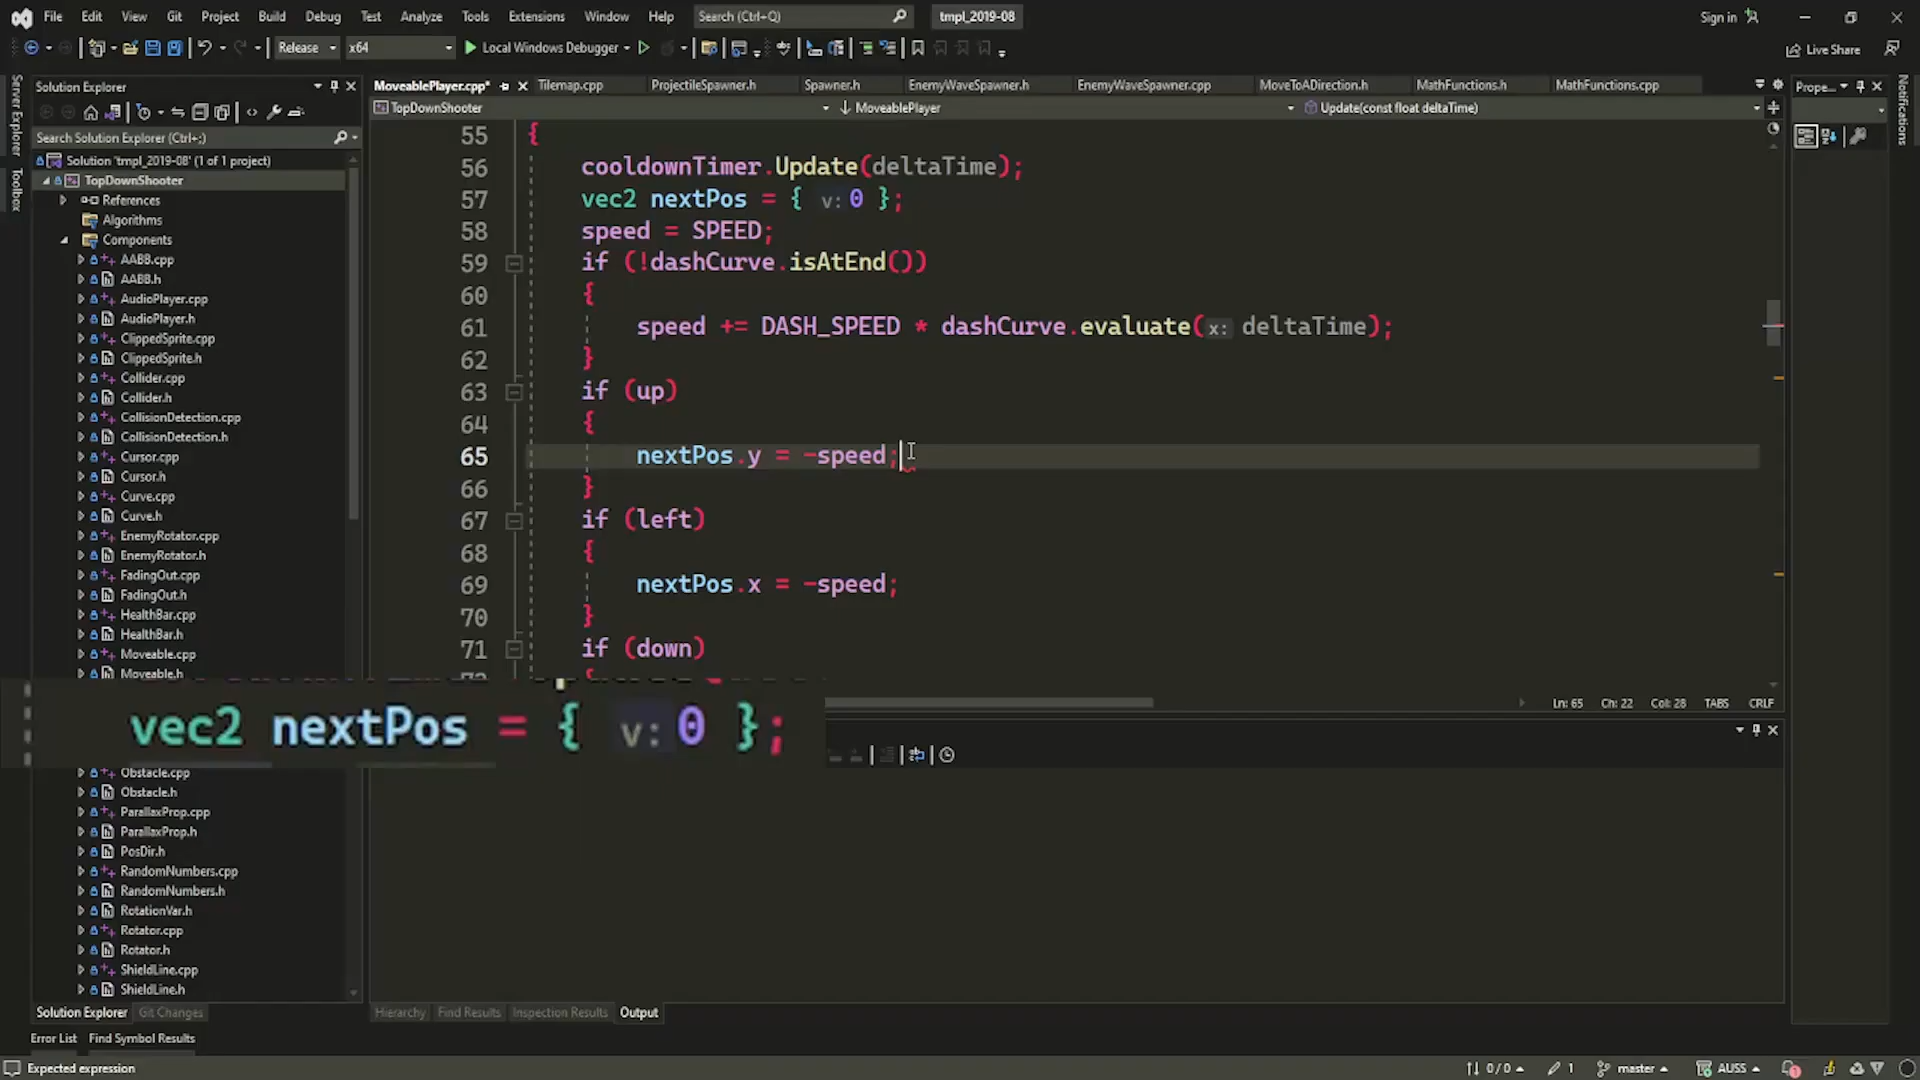 File Edit View Git Project Build Debug Test Analyze Tools Extensions Window Help Search (Ctrl+Q) tmpl_2019-08 Sign in
Release x64 Local Windows Debugger Live Share
Solution Explorer
MoveablePlayer.cpp* Tilemap.cpp ProjectileSpawner.h Spawner.h EnemyWaveSpawner.h EnemyWaveSpawner.cpp MoveToADirection.h MathFunctions.h MathFunctions.cpp Prope...
TopDownShooter MoveablePlayer Update(const float deltaTime)
Server Explorer
Toolbox
Notifications
Search Solution Explorer (Ctrl+;)
Solution 'tmpl_2019-08' (1 of 1 project)
TopDownShooter
References
Algorithms
Components
AABB.cpp
AABB.h
AudioPlayer.cpp
AudioPlayer.h
ClippedSprite.cpp
ClippedSprite.h
Collider.cpp
Collider.h
CollisionDetection.cpp
CollisionDetection.h
Cursor.cpp
Cursor.h
Curve.cpp
Curve.h
EnemyRotator.cpp
EnemyRotator.h
FadingOut.cpp
FadingOut.h
HealthBar.cpp
HealthBar.h
Moveable.cpp
Moveable.h
Obstacle.cpp
Obstacle.h
ParallaxProp.cpp
ParallaxProp.h
PosDir.h
RandomNumbers.cpp
RandomNumbers.h
RotationVar.h
Rotator.cpp
Rotator.h
ShieldLine.cpp
ShieldLine.h
55 {
56 cooldownTimer.Update(deltaTime);
57 vec2 nextPos = { v: 0 };
58 speed = SPEED;
59 if (!dashCurve.isAtEnd())
60 {
61 speed += DASH_SPEED * dashCurve.evaluate(x: deltaTime);
62 }
63 if (up)
64 {
65 nextPos.y = -speed;
66 }
67 if (left)
68 {
69 nextPos.x = -speed;
70 }
71 if (down)
vec2 nextPos = { v: 0 };
Ln: 65 Ch: 22 Col: 28 TABS CRLF
Solution Explorer Git Changes
Hierarchy Find Results Inspection Results Output
Error List Find Symbol Results
Expected expression 0 / 0 1 master AUSS 1